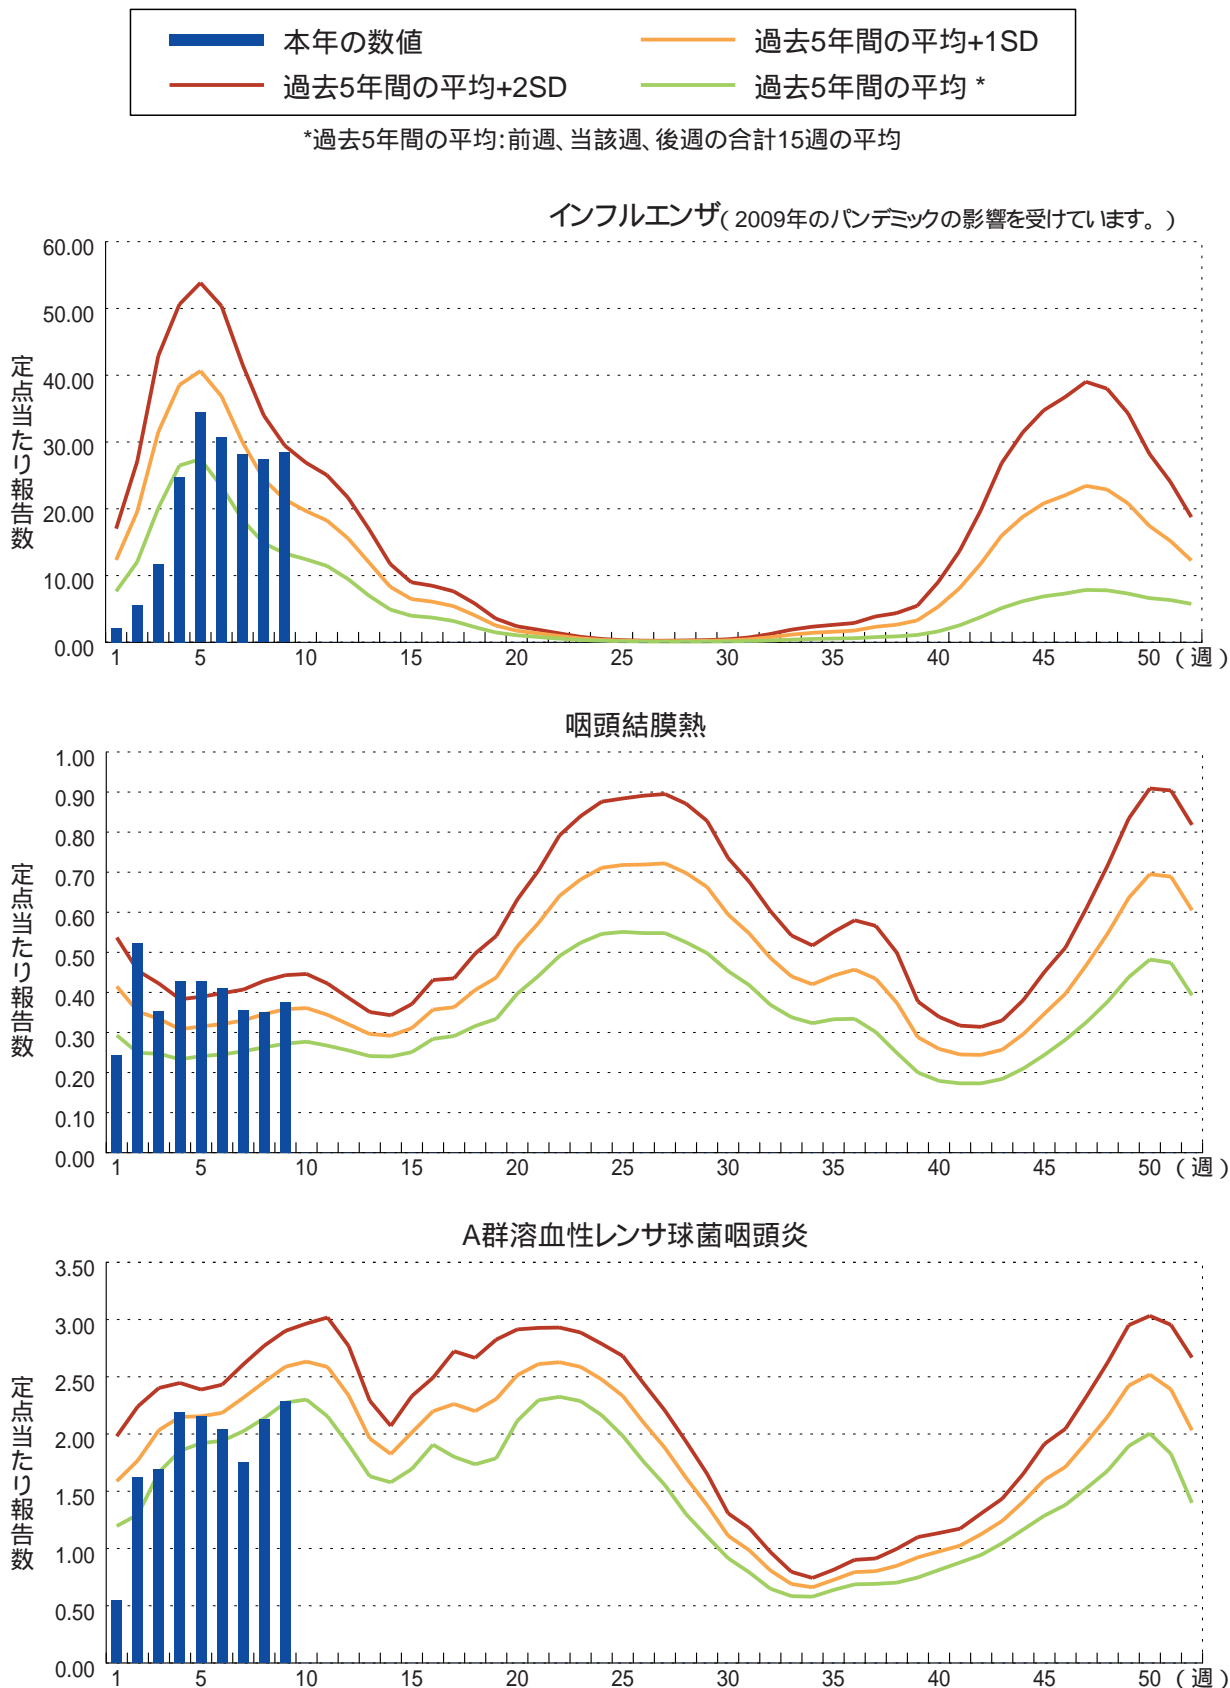 本年の数値
過去5年間の平均+1SD
過去5年間の平均+2SD
過去5年間の平均 *
*過去5年間の平均:前週、当該週、後週の合計15週の平均
インフルエンザ( 2009年のパンデミックの影響を受けています。 )
定点当たり報告数
60.00
50.00
40.00
30.00
20.00
10.00
0.00
1 5 10 15 20 25 30 35 40 45 50 (週)
咽頭結膜熱
定点当たり報告数
1.00
0.90
0.80
0.70
0.60
0.50
0.40
0.30
0.20
0.10
0.00
1 5 10 15 20 25 30 35 40 45 50 (週)
A群溶血性レンサ球菌咽頭炎
定点当たり報告数
3.50
3.00
2.50
2.00
1.50
1.00
0.50
0.00
1 5 10 15 20 25 30 35 40 45 50 (週)